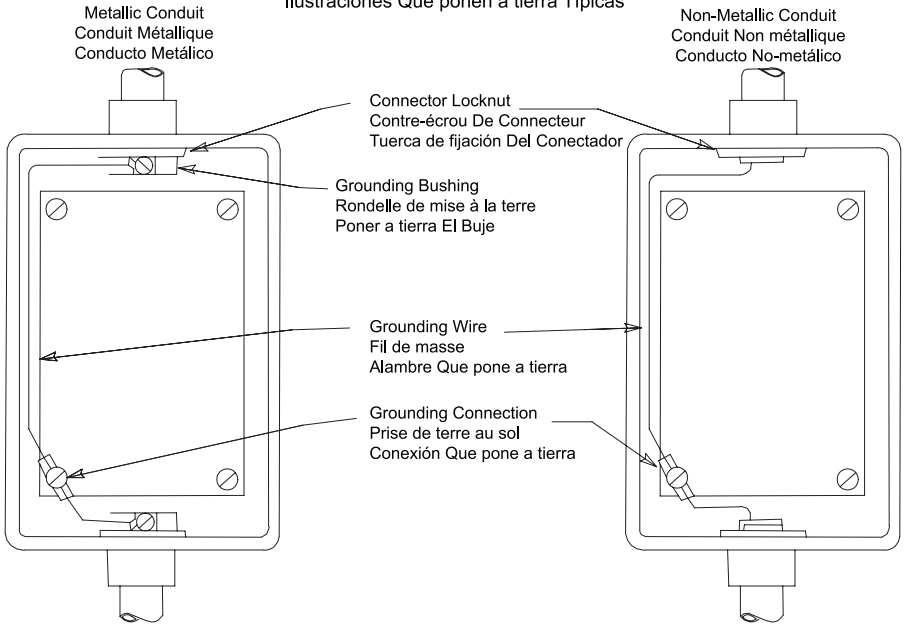 Ilustraciones Que ponen a tierra Típicas
Metallic Conduit
Conduit Métallique
Conducto Metálico
Non-Metallic Conduit
Conduit Non métallique
Conducto No-metálico
Connector Locknut
Contre-écrou De Connecteur
Tuerca de fijación Del Conectador
Grounding Bushing
Rondelle de mise à la terre
Poner a tierra El Buje
Grounding Wire
Fil de masse
Alambre Que pone a tierra
Grounding Connection
Prise de terre au sol
Conexión Que pone a tierra